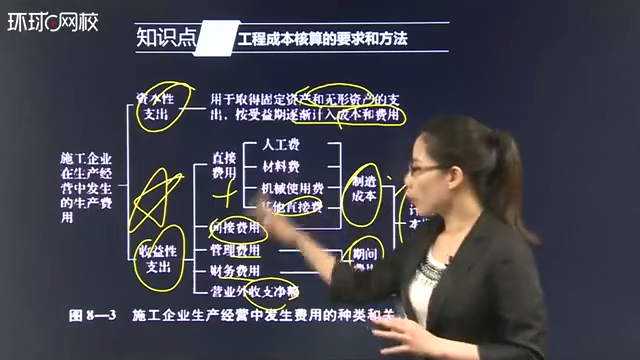 环球网校
知识点 工程成本核算的要求和方法
资本性
支出
用于取得固定资产和无形资产的支
出，按受益期逐渐计入成本和费用
施工企业
在生产经
营中发生
的生产费
用
直接
费用
人工费
材料费
机械使用费
其他直接费
制造
成本
计
本
收益性
支出
间接费用
管理费用
财务费用
营业外收支净额
期间
图 8—3 施工企业生产经营中发生费用的种类和关